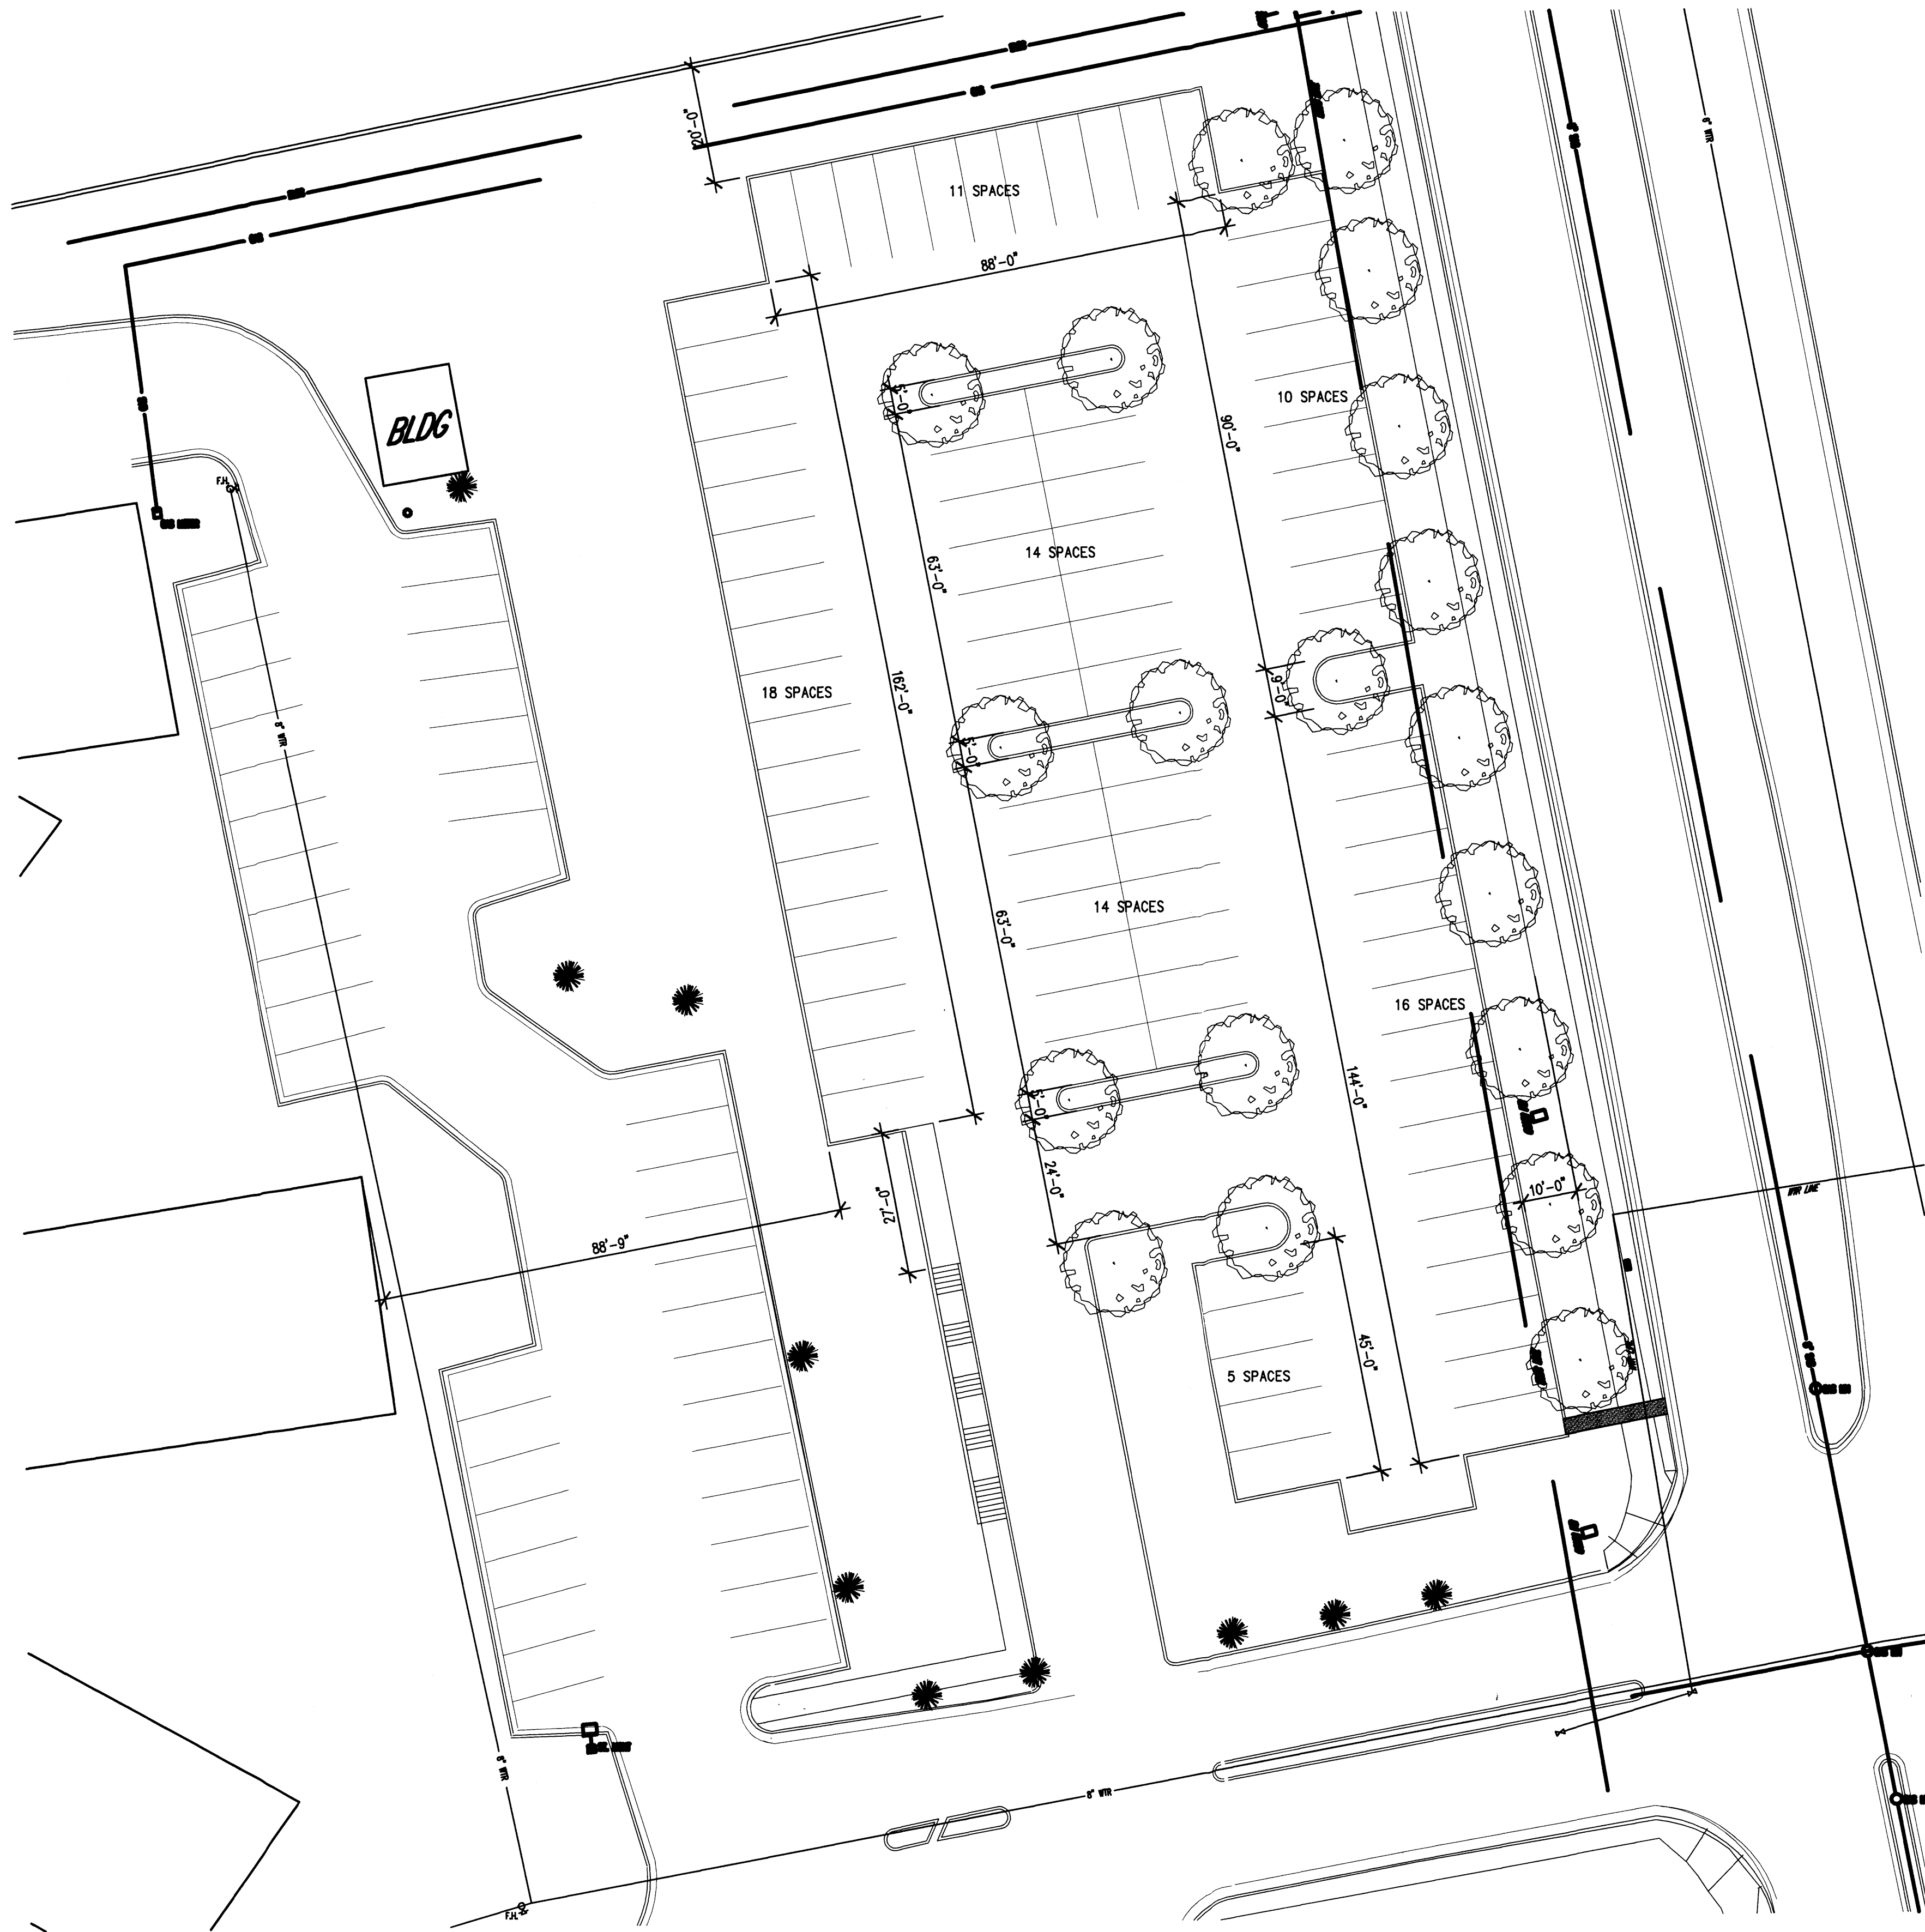 20'-0"
11 SPACES
88'-0"
6" WTR
BLDG
5'-0"
10 SPACES
90'-0"
F.H.
14 SPACES
63'-0"
18 SPACES
162'-0"
9'-0"
8" WTR
5'-0"
14 SPACES
63'-0"
16 SPACES
144'-0"
5'-0"
24'-0"
27'-0"
10'-0"
WTR LINE
88'-9"
45'-0"
5 SPACES
8" WTR
8" WTR
F.H.